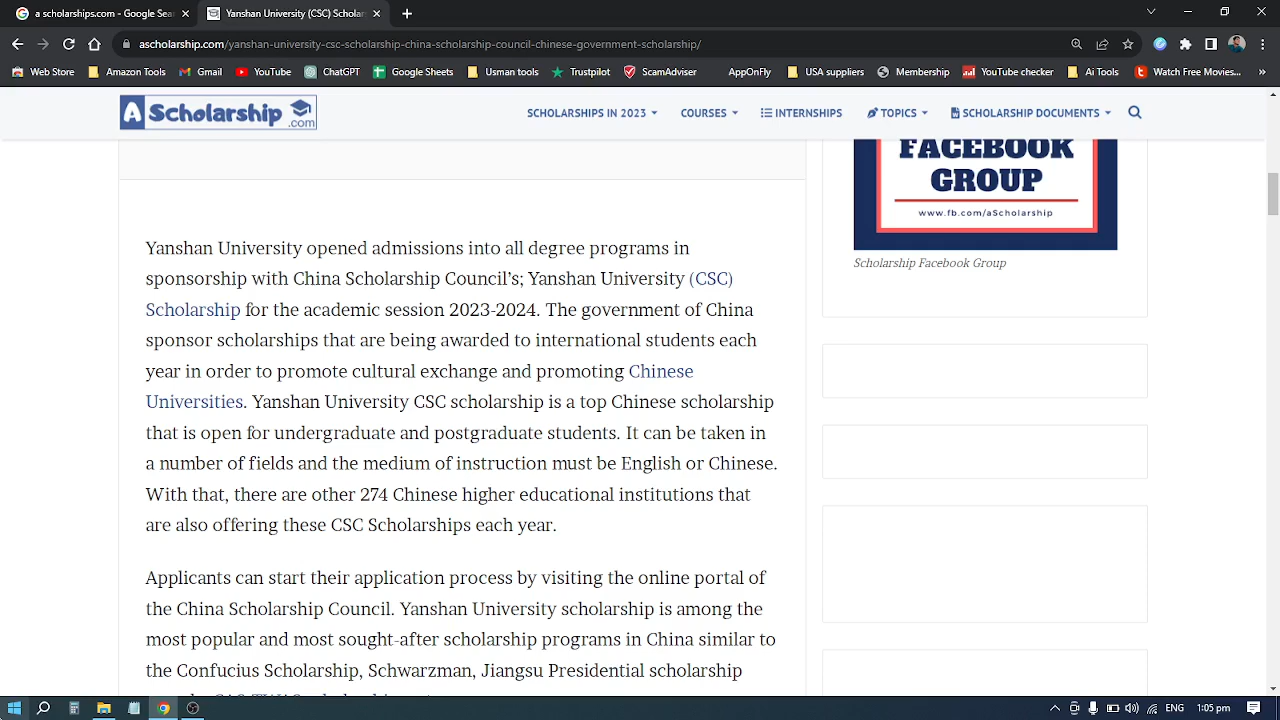 a scholarship.com - Google Sea
Yanshan University (CSC) Scholar
ascholarship.com/yanshan-university-csc-scholarship-china-scholarship-council-chinese-government-scholarship/
Web Store
Amazon Tools
Gmail
YouTube
ChatGPT
Google Sheets
Usman tools
Trustpilot
ScamAdviser
AppOnFly
USA suppliers
WebHarvy
Membership
Ai Tools
Watch Free Movies...
»
A Scholarship .com
SCHOLARSHIPS IN 2023
COURSES
INTERNSHIPS
TOPICS
SCHOLARSHIP DOCUMENTS
FACEBOOK
GROUP
www.fb.com/aScholarship
Scholarship Facebook Group
Yanshan University opened admissions into all degree programs in
sponsorship with China Scholarship Council’s; Yanshan University (CSC)
Scholarship for the academic session 2023-2024. The government of China
sponsor scholarships that are being awarded to international students each
year in order to promote cultural exchange and promoting Chinese
Universities. Yanshan University CSC scholarship is a top Chinese scholarship
that is open for undergraduate and postgraduate students. It can be taken in
a number of fields and the medium of instruction must be English or Chinese.
With that, there are other 274 Chinese higher educational institutions that
are also offering these CSC Scholarships each year.
Applicants can start their application process by visiting the online portal of
the China Scholarship Council. Yanshan University scholarship is among the
most popular and most sought-after scholarship programs in China similar to
the Confucius Scholarship, Schwarzman, Jiangsu Presidential scholarship
ENG
1:05 pm